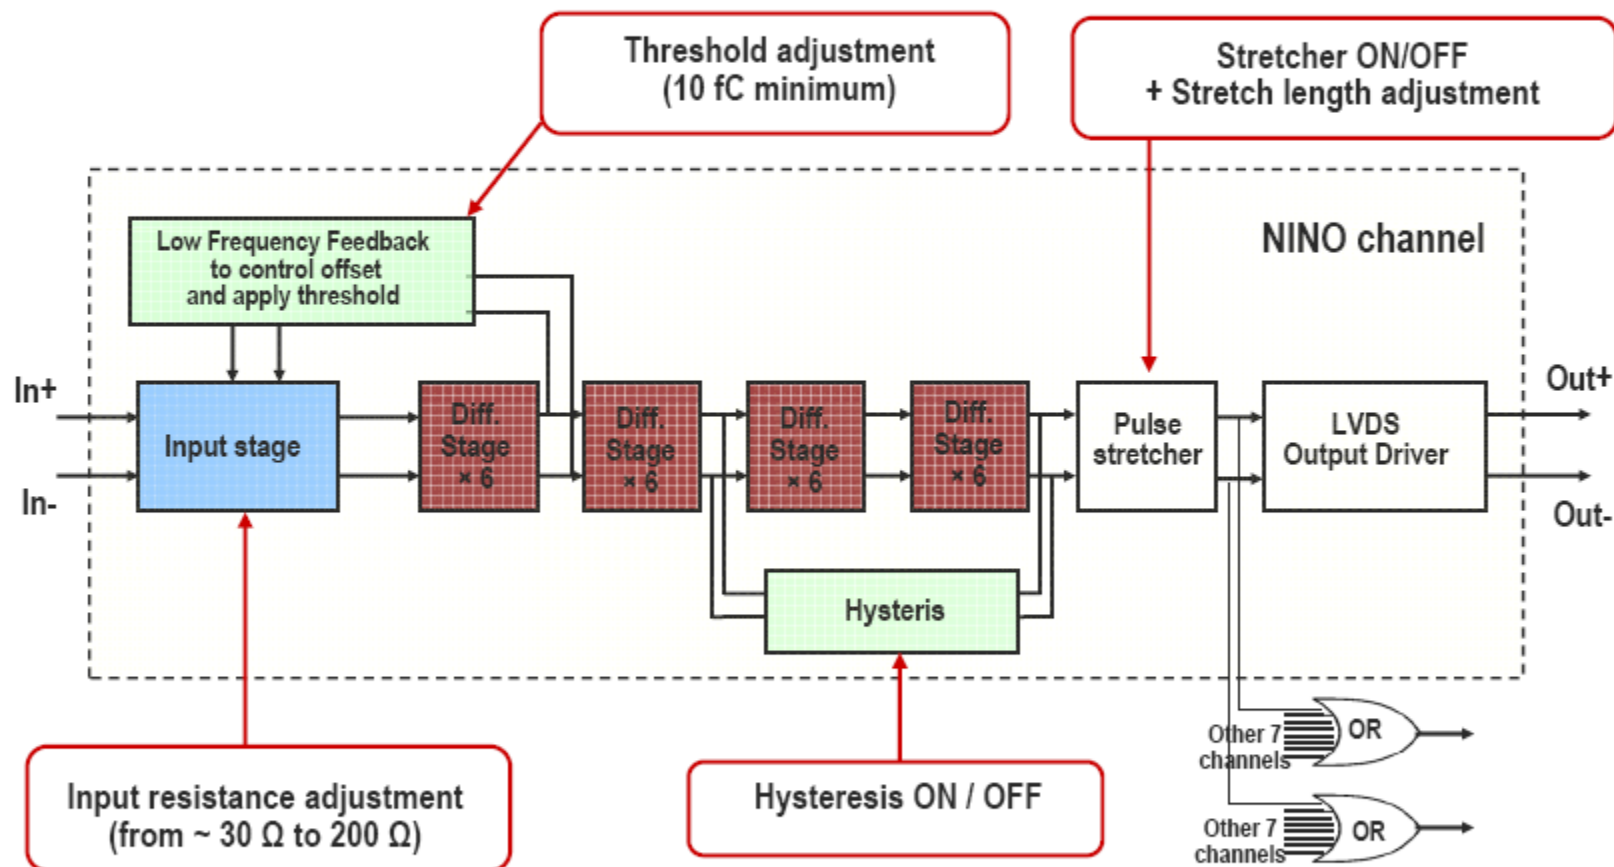 Threshold adjustment
(10 fC minimum)
Stretcher ON/OFF
+ Stretch length adjustment
NINO channel
Low Frequency Feedback
to control offset
and apply threshold
In+
In-
Input stage
Diff.
Stage
× 6
Diff.
Stage
× 6
Diff.
Stage
× 6
Diff.
Stage
× 6
Pulse
stretcher
LVDS
Output Driver
Out+
Out-
Hysteris
Other 7
channels
OR
Other 7
channels
OR
Input resistance adjustment
(from ~ 30 Ω to 200 Ω)
Hysteresis ON / OFF